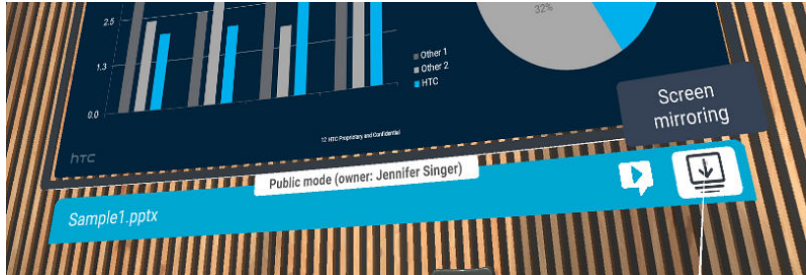 2.5
1.3
0.0
32%
Other 1
Other 2
HTC
12 HTC Proprietary and Confidential
hTC
Screen
mirroring
Public mode (owner: Jennifer Singer)
Sample1.pptx